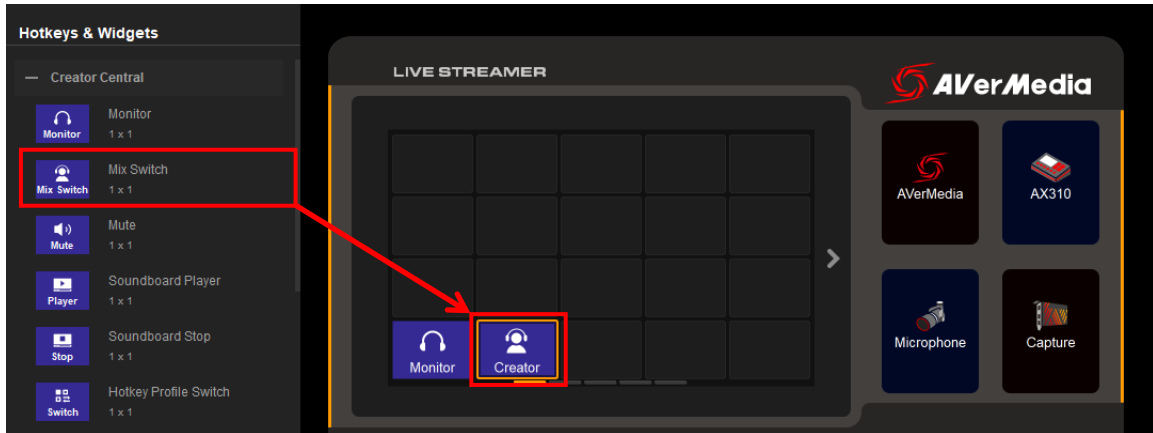 Hotkeys & Widgets
Creator Central
Monitor
Monitor
1 x 1
Mix Switch
Mix Switch
1 x 1
Mute
Mute
1 x 1
Player
Soundboard Player
1 x 1
Stop
Soundboard Stop
1 x 1
Switch
Hotkey Profile Switch
1 x 1
LIVE STREAMER
AVerMedia
Monitor
Creator
AVerMedia
AX310
Microphone
Capture